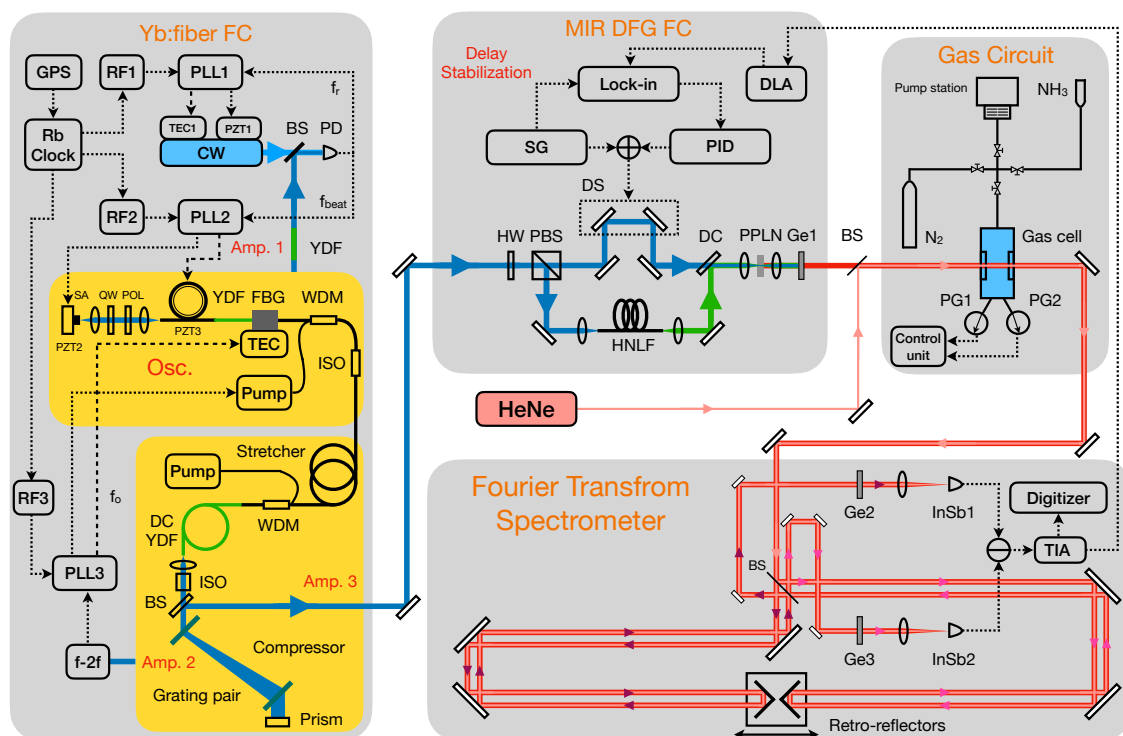 Yb:fiber FC
GPS
RF1
PLL1
f_r
TEC1
PZT1
BS
PD
Rb
Clock
CW
f_beat
RF2
PLL2
Amp. 1
YDF
SA
QW
POL
YDF
FBG
WDM
PZT2
PZT3
TEC
ISO
Osc.
Pump
Stretcher
Pump
RF3
f_o
WDM
DC
YDF
ISO
PLL3
BS
Amp. 3
Compressor
f-2f
Amp. 2
Grating pair
Prism
MIR DFG FC
Delay
Stabilization
Lock-in
DLA
SG
PID
DS
HW
PBS
DC
PPLN
Ge1
BS
HNLF
HeNe
Gas Circuit
Pump station
NH₃
N₂
Gas cell
PG1
PG2
Control
unit
Fourier Transfrom
Spectrometer
Ge2
InSb1
Digitizer
TIA
BS
Ge3
InSb2
Retro-reflectors